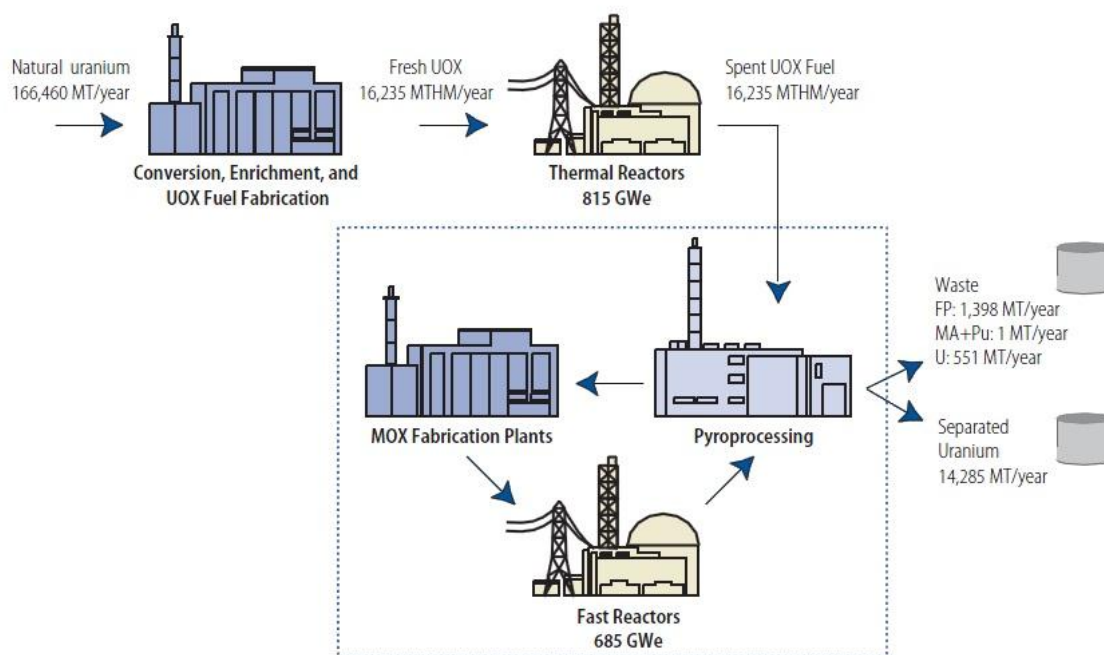 Natural uranium
166,460 MT/year
Fresh UOX
16,235 MTHM/year
Spent UOX Fuel
16,235 MTHM/year
Conversion, Enrichment, and
UOX Fuel Fabrication
Thermal Reactors
815 GWe
Waste
FP: 1,398 MT/year
MA+Pu: 1 MT/year
U: 551 MT/year
MOX Fabrication Plants
Pyroprocessing
Separated
Uranium
14,285 MT/year
Fast Reactors
685 GWe